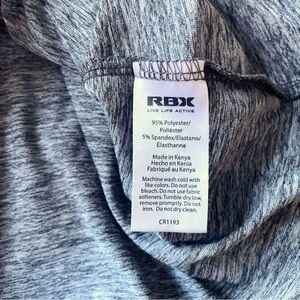 RBX
LIVE LIFE ACTIVE
95% Polyester/
Poliéster
5% Spandex/Elastano/
Élasthanne
Made in Kenya
Hecho en Kenia
Fabriqué au Kenya
Machine wash cold with
like colors. Do not use
bleach. Do not use fabric
softeners. Tumble dry low,
remove promptly. Do not
iron. Do not dry clean.
CR1193